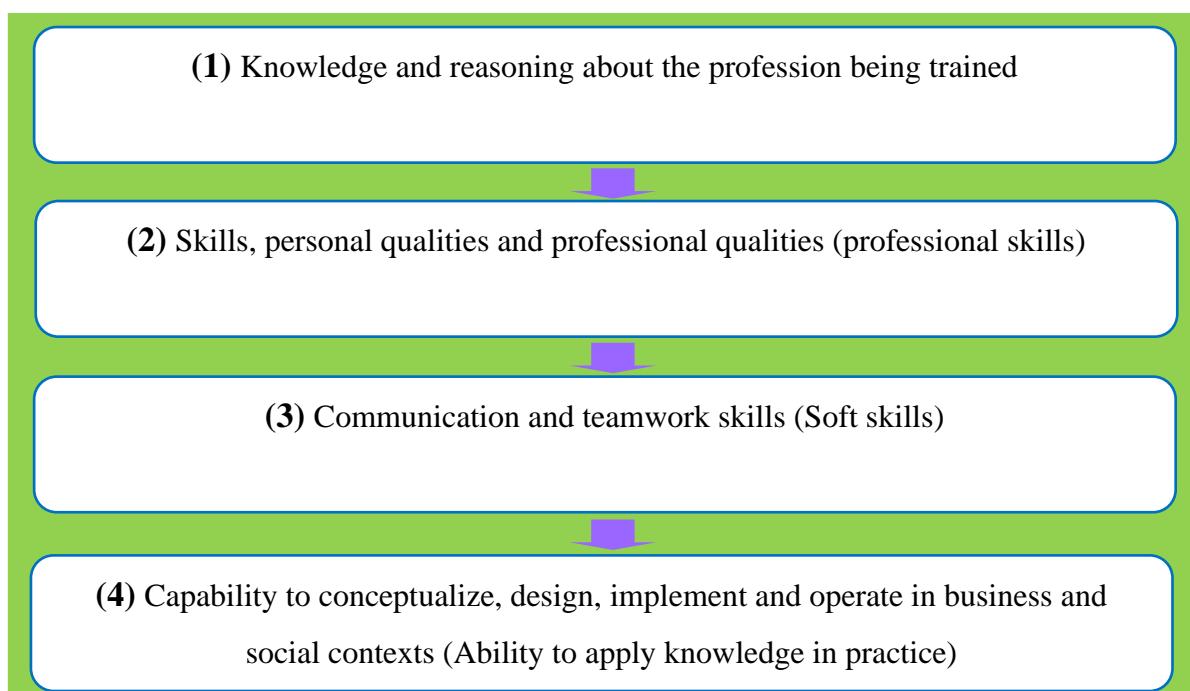 (1) Knowledge and reasoning about the profession being trained
(2) Skills, personal qualities and professional qualities (professional skills)
(3) Communication and teamwork skills (Soft skills)
(4) Capability to conceptualize, design, implement and operate in business and
social contexts (Ability to apply knowledge in practice)